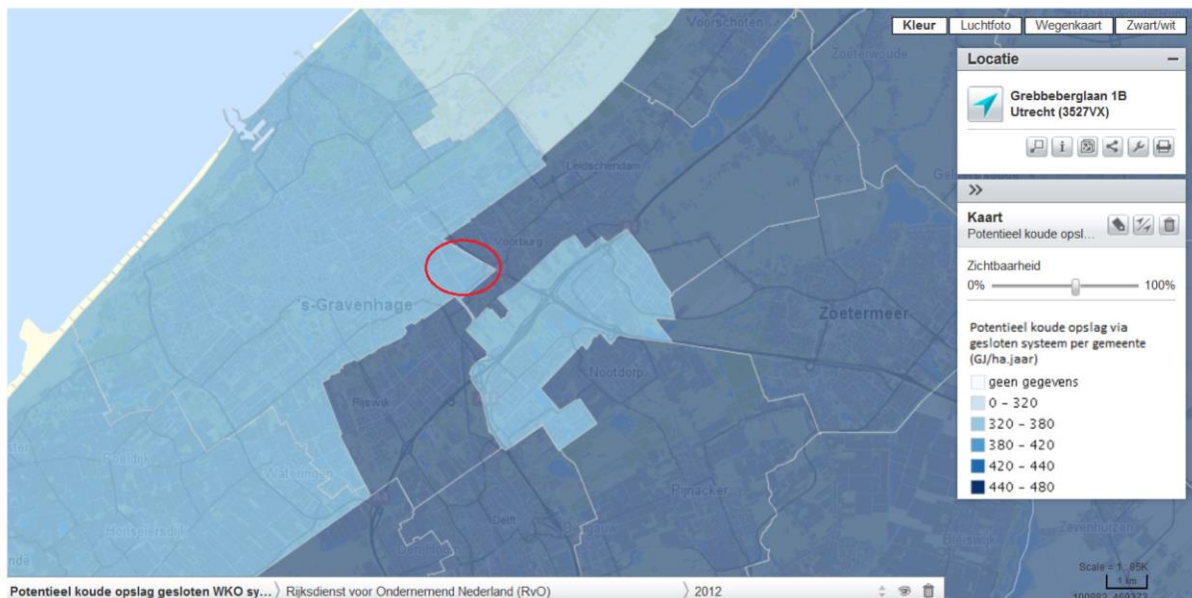 Kleur Luchtfoto Wegenkaart Zwart/wit
Locatie
Grebbeberglaan 1B
Utrecht (3527VX)
Kaart
Potentieel koude opsl...
Zichtbaarheid
0% 100%
Potentieel koude opslag via
gesloten systeem per gemeente
(GJ/ha.jaar)
geen gegevens
0 - 320
320 - 380
380 - 420
420 - 440
440 - 480
Voorschoten
Zoeterwoude
Leidschendam
Voorburg
's-Gravenhage
Zoetermeer
Nootdorp
Rijswijk
Pijnacker
Delft
Honselersdijk
Bleiswijk
Zevenhuizen
Scale = 1: 95K
1 km
Potentieel koude opslag gesloten WKO sy... Rijksdienst voor Ondernemend Nederland (RvO) 2012